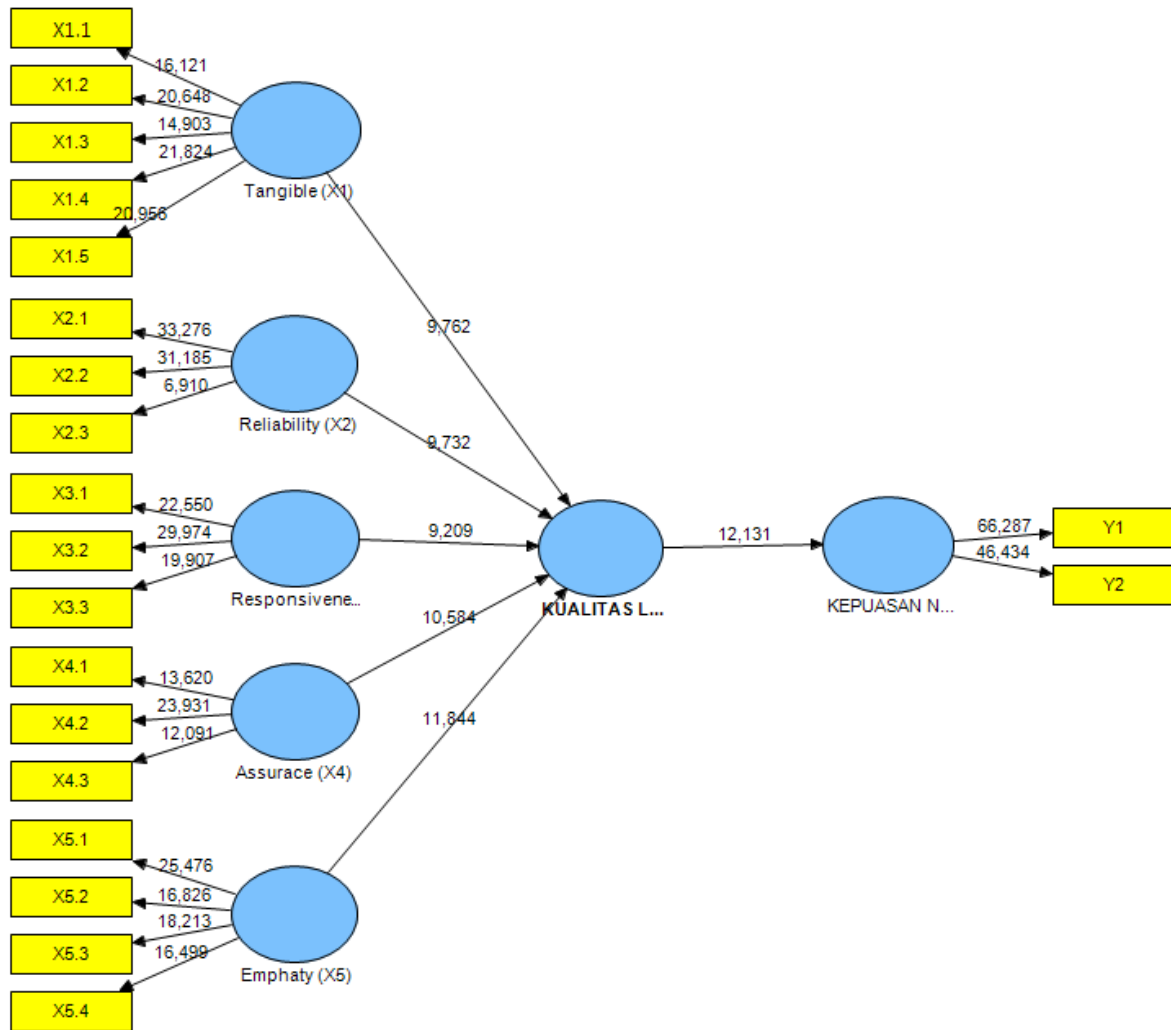 X1.1
16,121
X1.2
20,648
X1.3
14,903
X1.4
21,824
X1.5
20,956
Tangible (X1)
9,762
X2.1
33,276
X2.2
31,185
X2.3
6,910
Reliability (X2)
9,732
X3.1
22,550
X3.2
29,974
X3.3
19,907
Responsivene...
9,209
KUALITAS L...
12,131
KEPUASAN N...
66,287
Y1
46,434
Y2
X4.1
13,620
X4.2
23,931
X4.3
12,091
Assurace (X4)
10,584
X5.1
25,476
X5.2
16,826
X5.3
18,213
X5.4
16,499
Emphaty (X5)
11,844